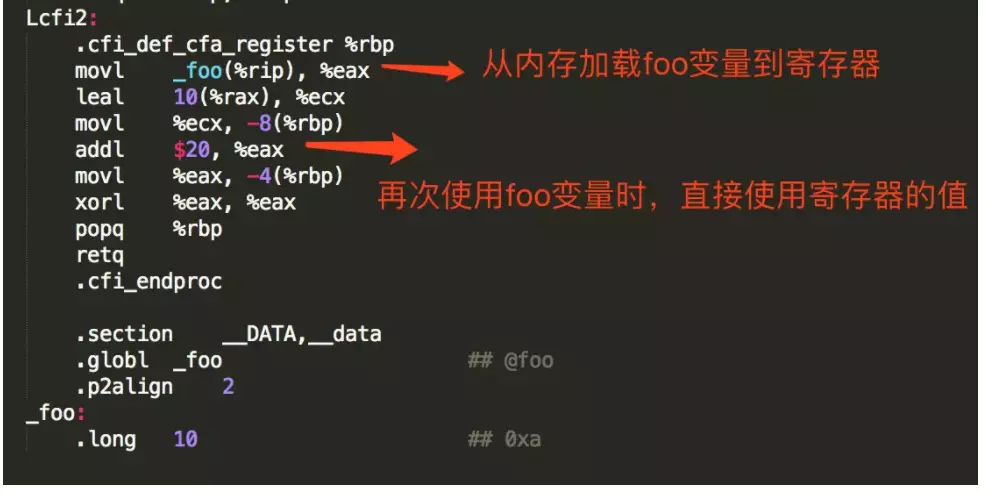 Lcfi2:
.cfi_def_cfa_register %rbp
movl _foo(%rip), %eax
从内存加载foo变量到寄存器
leal 10(%rax), %ecx
movl %ecx, -8(%rbp)
addl $20, %eax
movl %eax, -4(%rbp)
再次使用foo变量时，直接使用寄存器的值
xorl %eax, %eax
popq %rbp
retq
.cfi_endproc
.section __DATA,__data
.globl _foo ## @foo
.p2align 2
_foo:
.long 10 ## 0xa